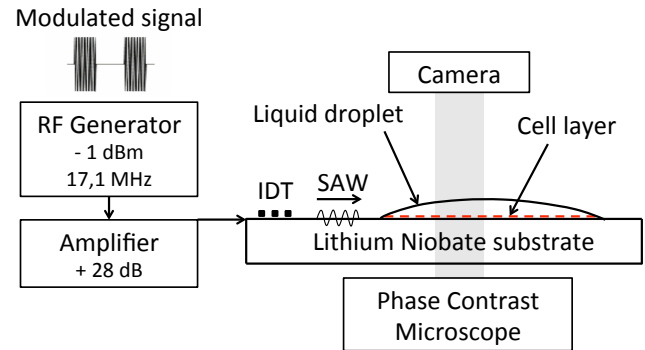 Modulated signal
RF Generator
- 1 dBm
17,1 MHz
Amplifier
+ 28 dB
IDT
SAW
Liquid droplet
Camera
Cell layer
Lithium Niobate substrate
Phase Contrast
Microscope